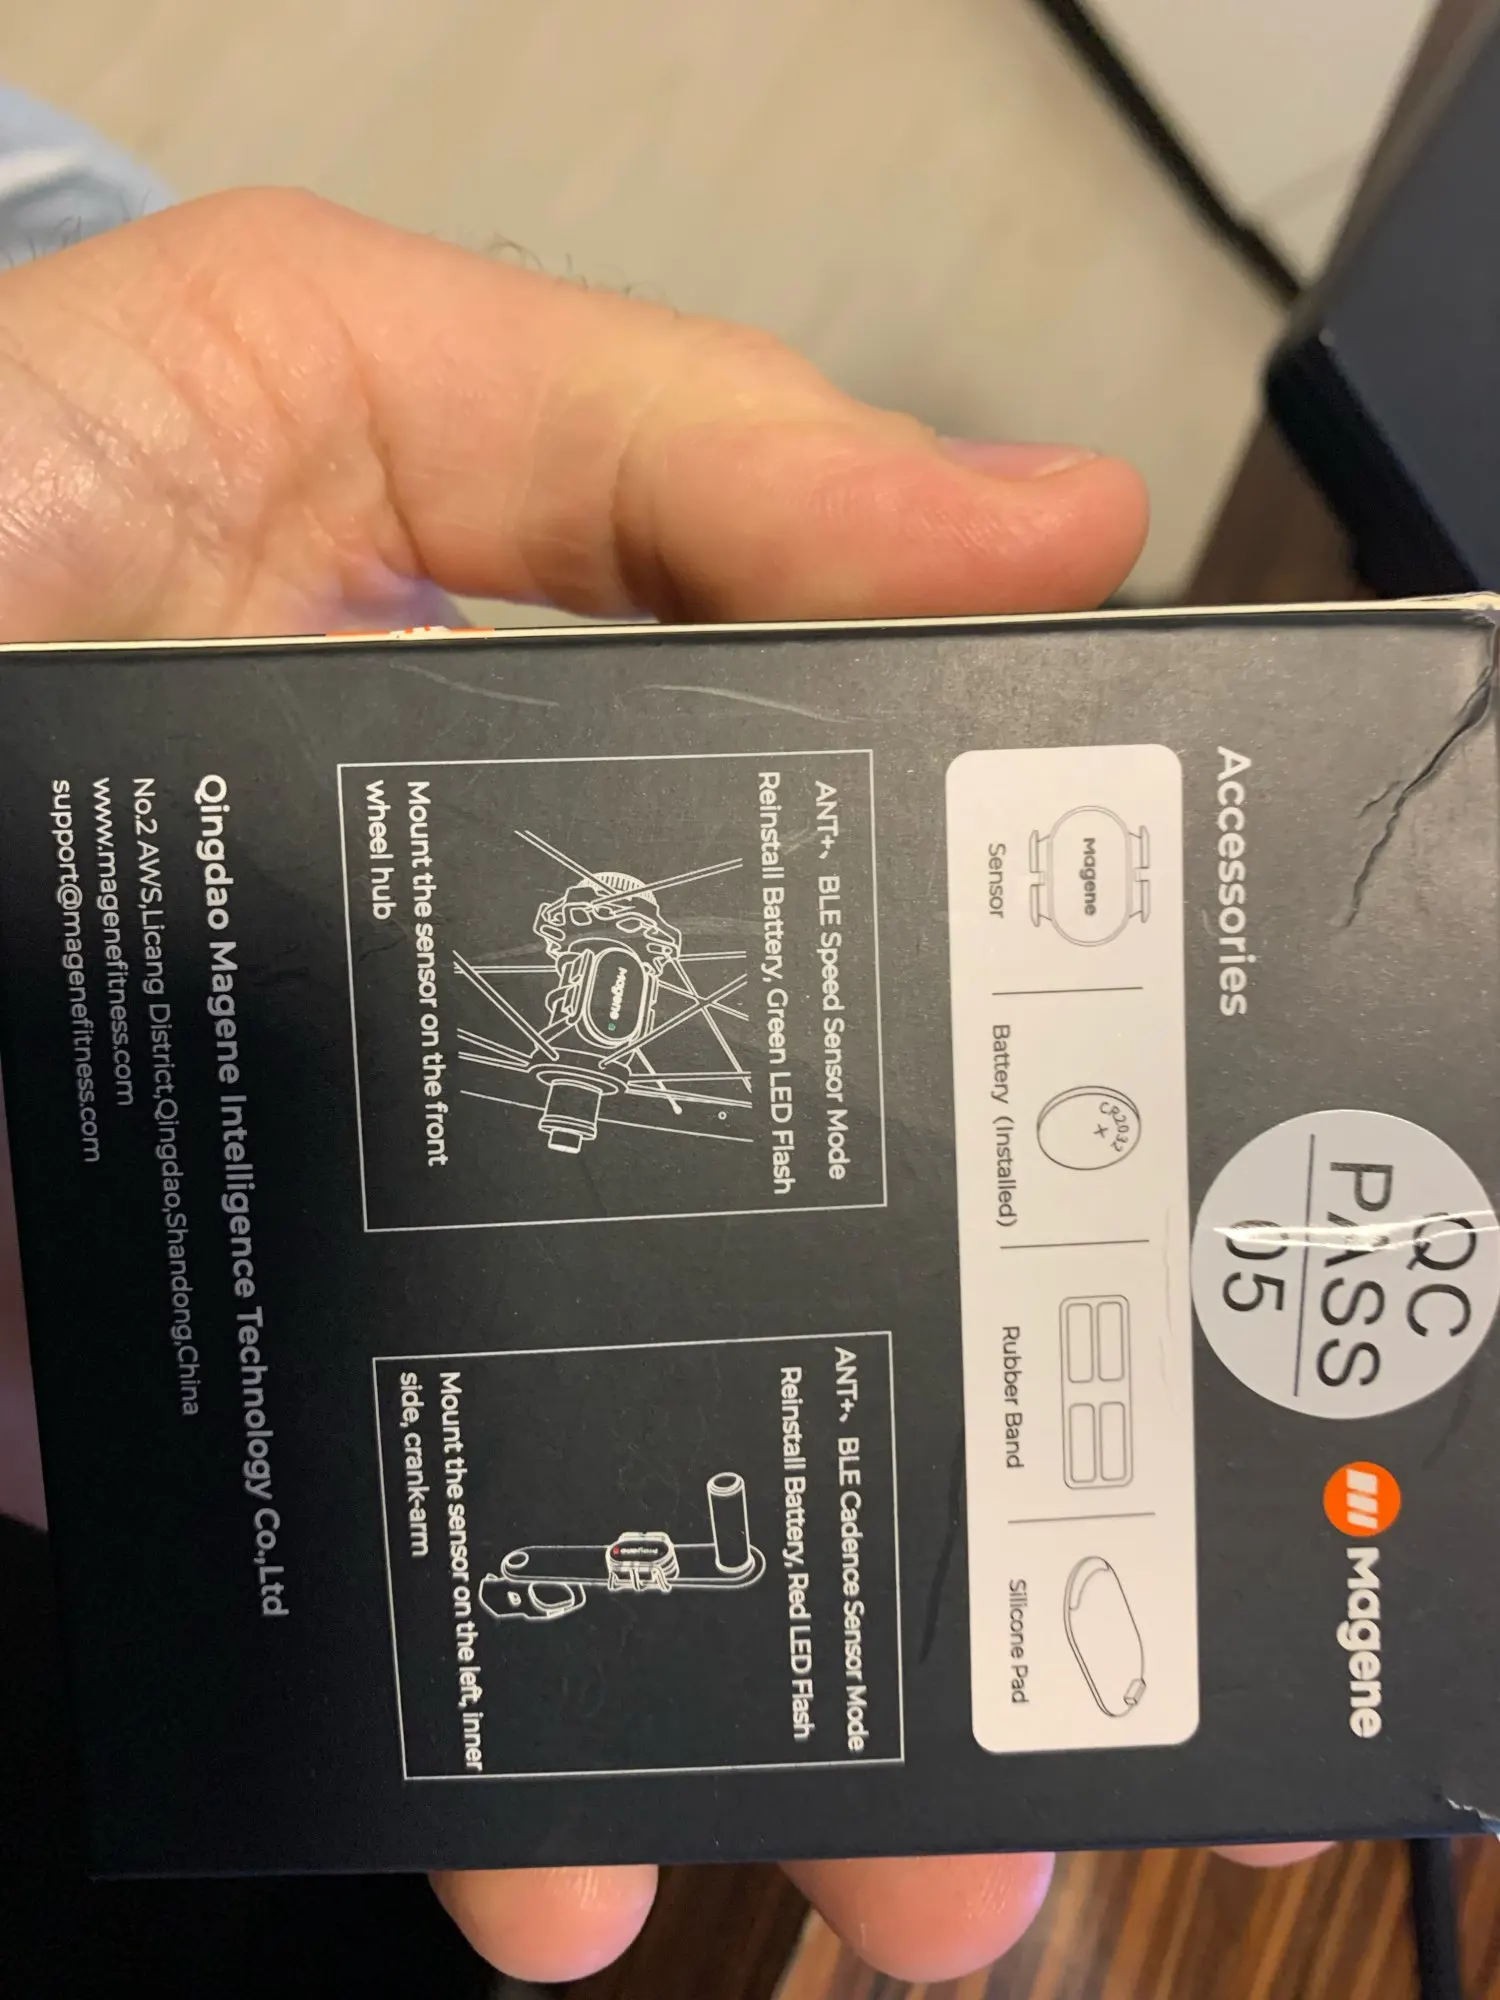 QC
PASS
05
Magene
Accessories
Magene
Sensor
CR2032
+
Battery (Installed)
Rubber Band
Silicone Pad
ANT+、BLE Speed Sensor Mode
Reinstall Battery, Green LED Flash
Magene
Mount the sensor on the front
wheel hub
ANT+、BLE Cadence Sensor Mode
Reinstall Battery, Red LED Flash
Magene
Mount the sensor on the left, inner
side, crank-arm
Qingdao Magene Intelligence Technology Co.,Ltd
No.2 AWS,Licang District,Qingdao,Shandong,China
www.magenefitness.com
support@magenefitness.com